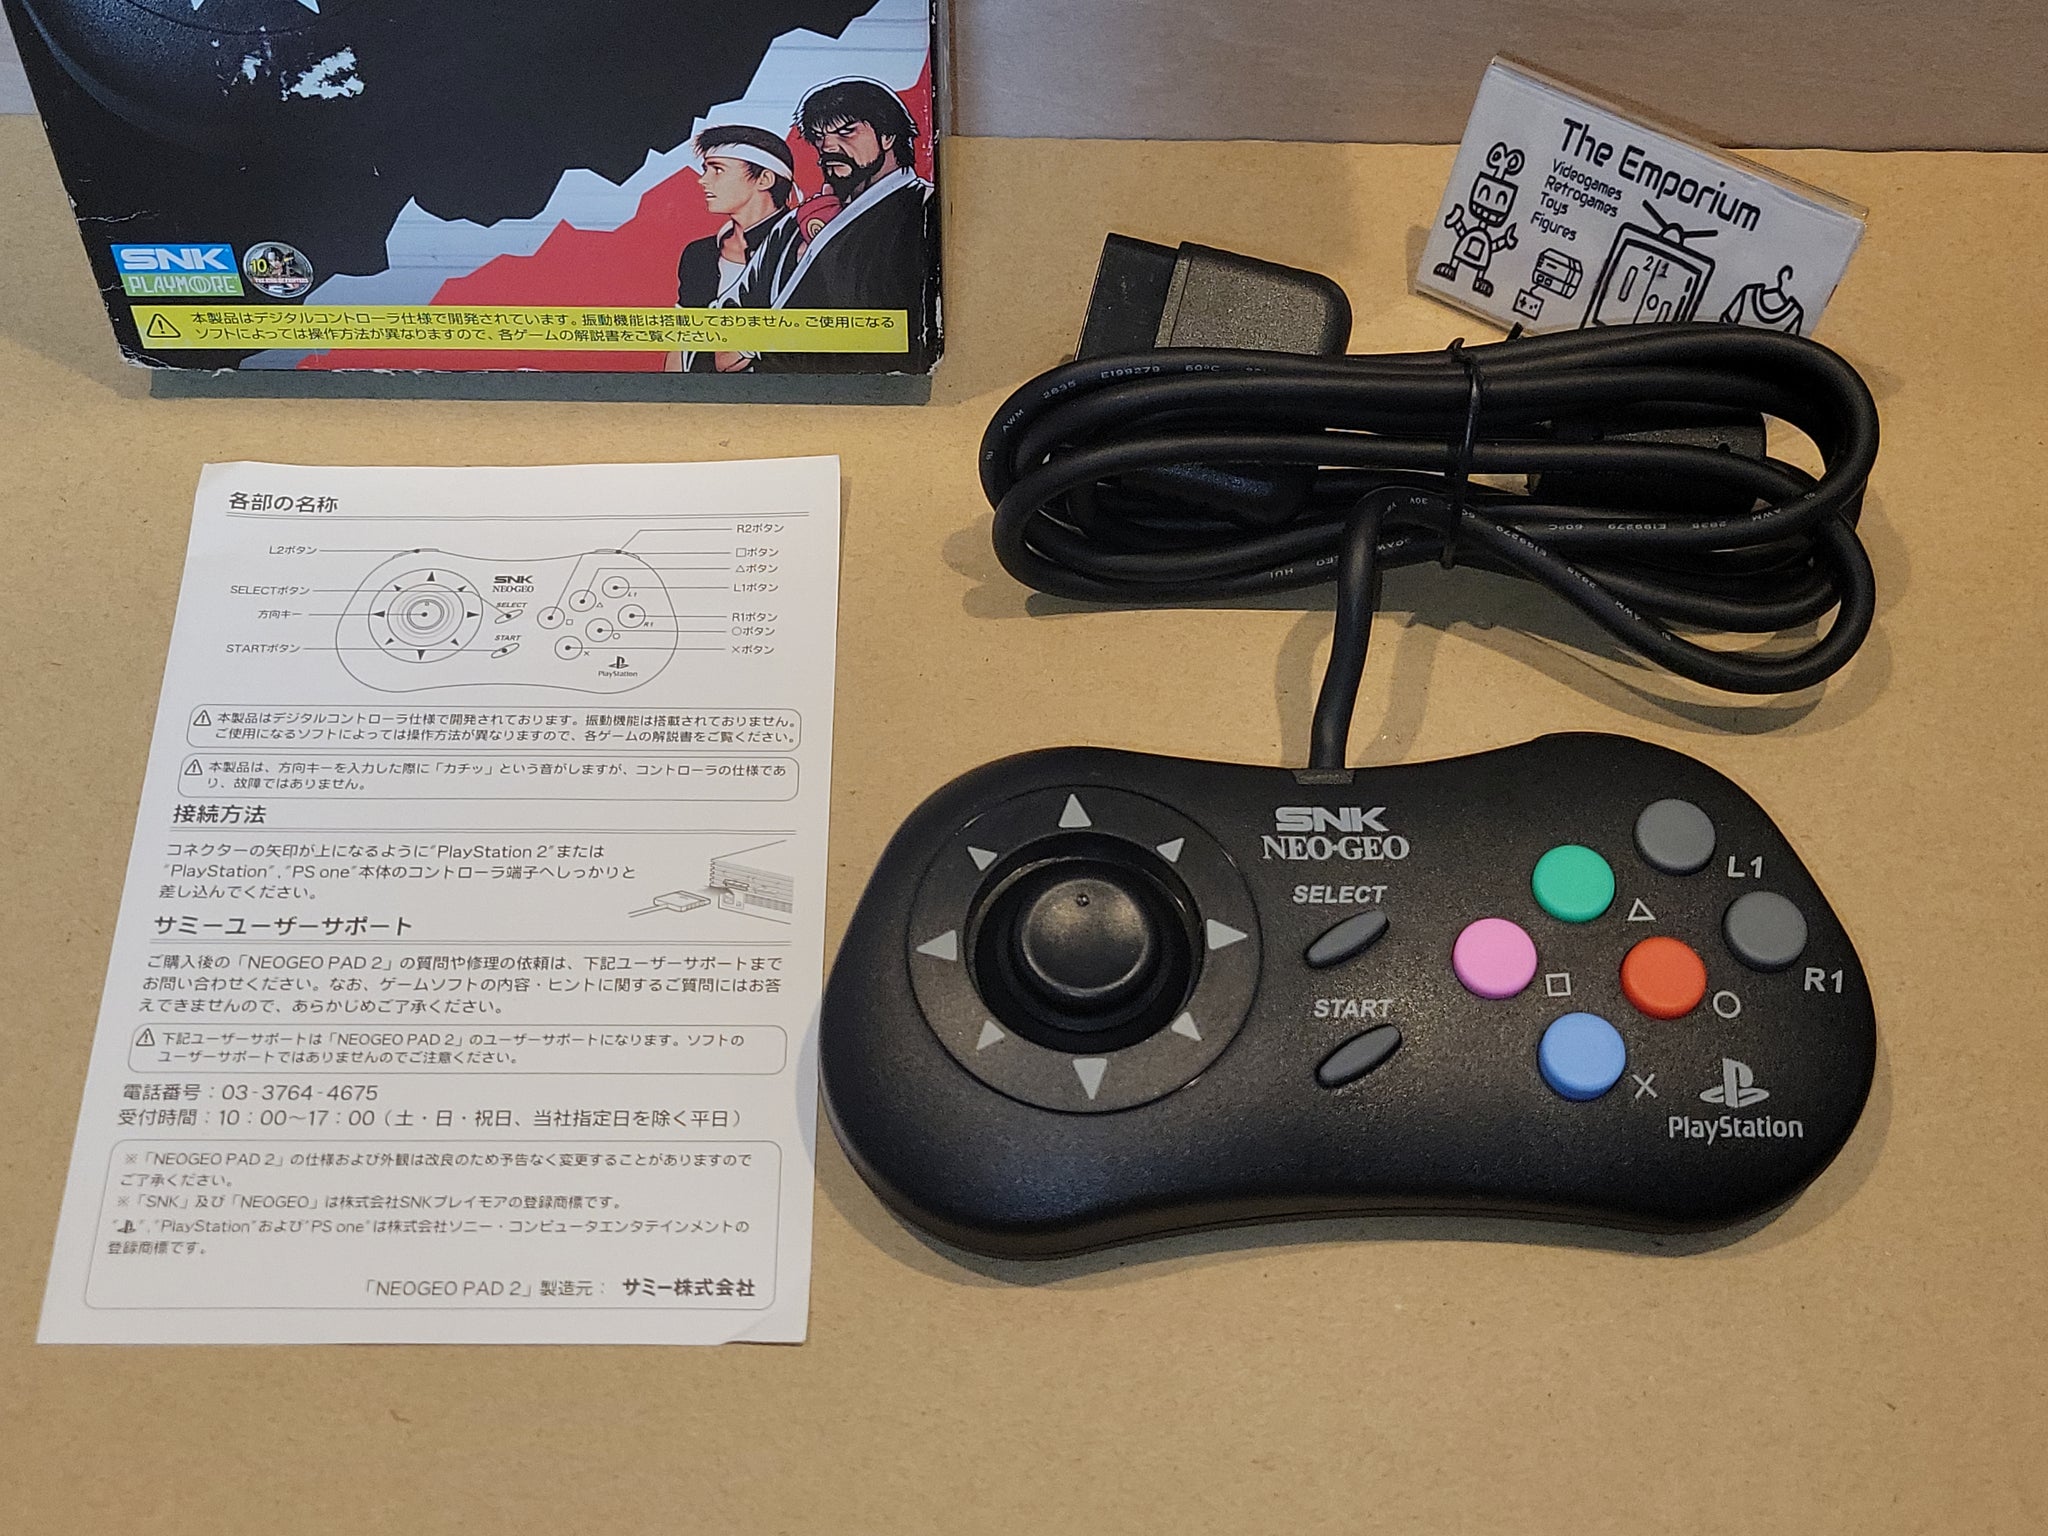 SNK
PLAYMORE
10
本製品はデジタルコントローラ仕様で開発されています。振動機能は搭載しておりません。ご使用になる
ソフトによっては操作方法が異なりますので、各ゲームの解説書をご覧ください。
The Emporium
Videogames
Retrogames
Toys
Figures
2 1
AWM 2835 E199279 60°C
各部の名称
L2ボタン
SELECTボタン
方向キー
STARTボタン
R2ボタン
□ボタン
△ボタン
L1ボタン
R1ボタン
○ボタン
×ボタン
SNK
NEO·GEO
SELECT
START
L1
R1
△
□
○
×
PlayStation
本製品はデジタルコントローラ仕様で開発されております。振動機能は搭載されておりません。
ご使用になるソフトによっては操作方法が異なりますので、各ゲームの解説書をご覧ください。
本製品は、方向キーを入力した際に「カチッ」という音がしますが、コントローラの仕様であ
り、故障ではありません。
接続方法
コネクターの矢印が上になるように"PlayStation 2"または
"PlayStation"、"PS one"本体のコントローラ端子へしっかりと
差し込んでください。
サミーユーザーサポート
ご購入後の「NEOGEO PAD 2」の質問や修理の依頼は、下記ユーザーサポートまで
お問い合わせください。なお、ゲームソフトの内容・ヒントに関するご質問にはお答
えできませんので、あらかじめご了承ください。
下記ユーザーサポートは「NEOGEO PAD 2」のユーザーサポートになります。ソフトの
ユーザーサポートではありませんのでご注意ください。
電話番号：03-3764-4675
受付時間：10：00～17：00（土・日・祝日、当社指定日を除く平日）
※「NEOGEO PAD 2」の仕様および外観は改良のため予告なく変更することがありますので
ご了承ください。
※「SNK」及び「NEOGEO」は株式会社SNKプレイモアの登録商標です。
" "、"PlayStation"および"PS one"は株式会社ソニー・コンピュータエンタテインメントの
登録商標です。
「NEOGEO PAD 2」製造元： サミー株式会社
SNK
NEO·GEO
SELECT
START
L1
R1
△
□
○
×
PlayStation